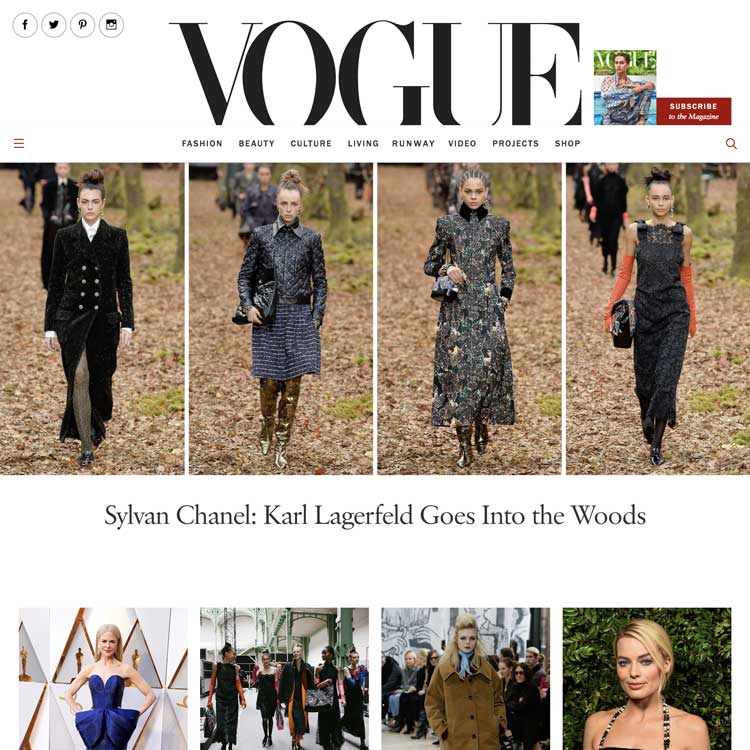 VOGUE
VOGUE
SUBSCRIBE
to the Magazine
FASHION BEAUTY CULTURE LIVING RUNWAY VIDEO PROJECTS SHOP
Sylvan Chanel: Karl Lagerfeld Goes Into the Woods